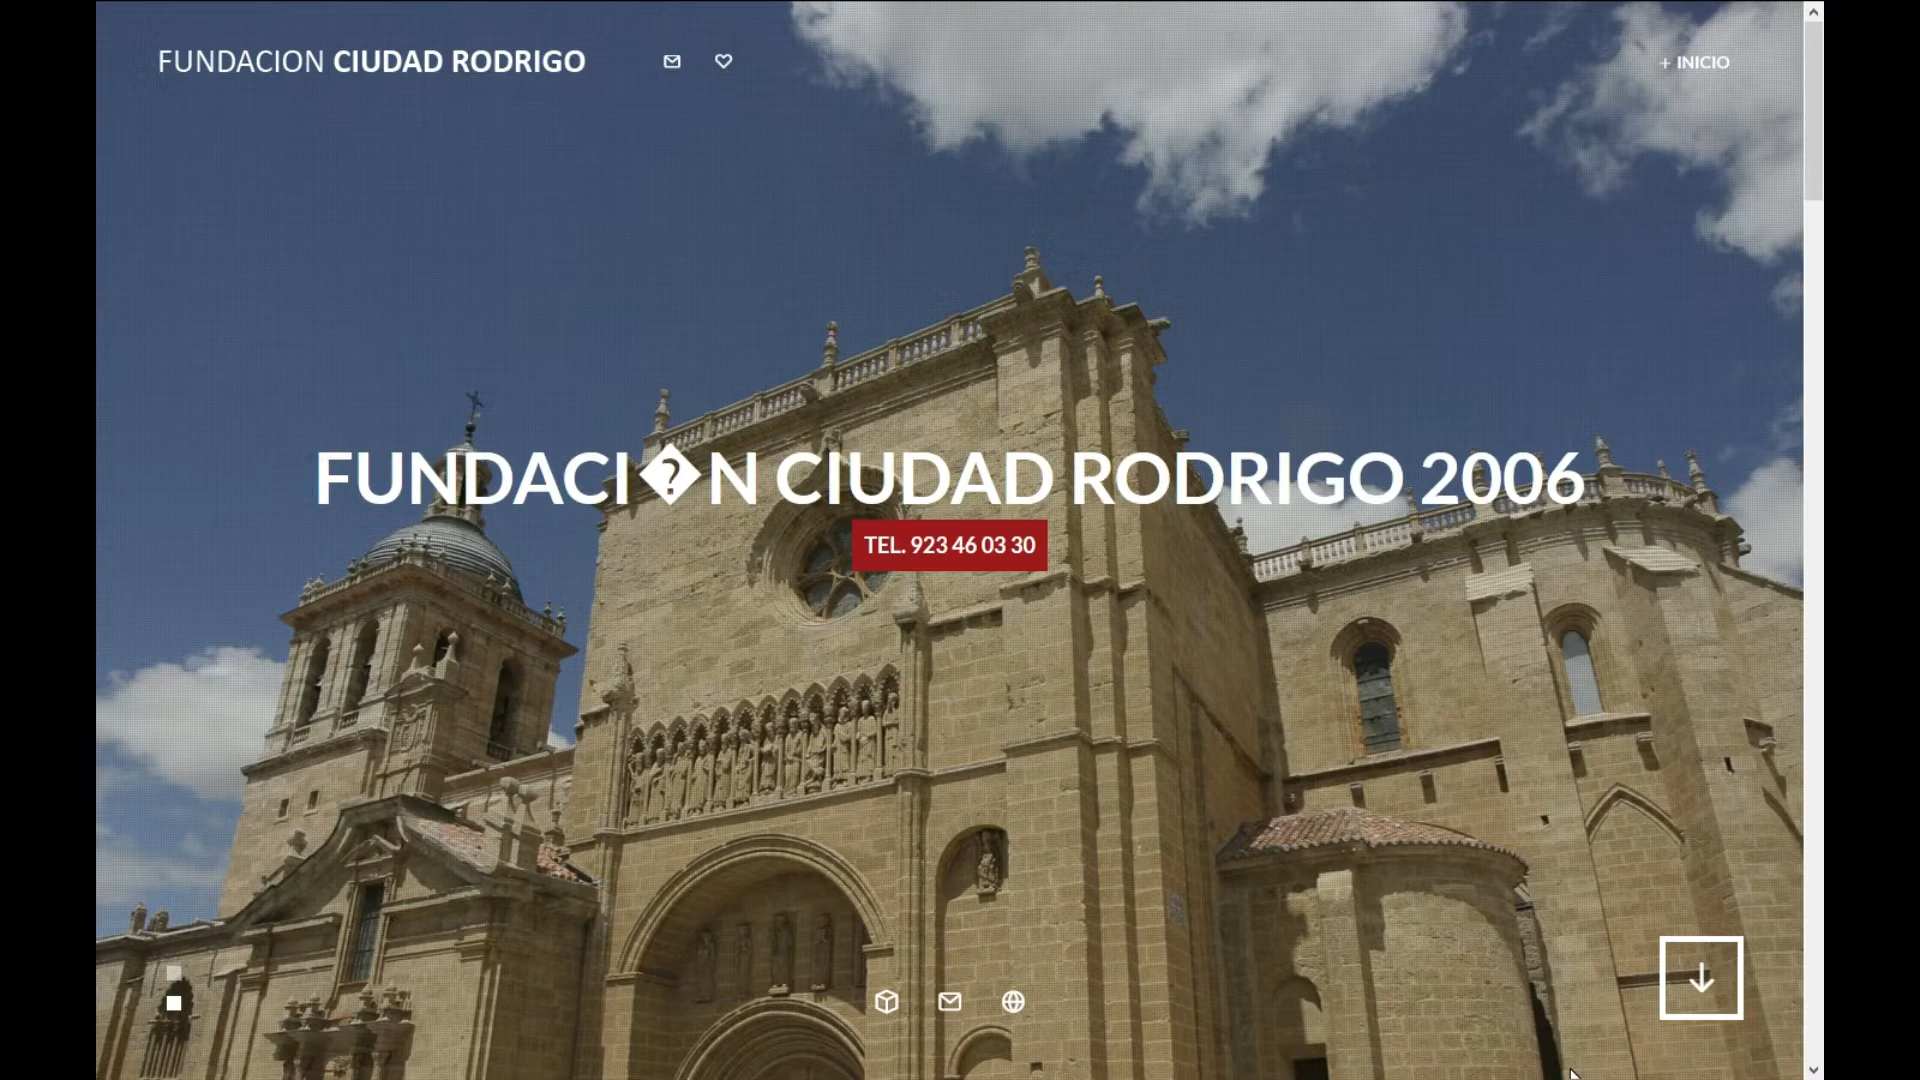 FUNDACION CIUDAD RODRIGO
+ INICIO
FUNDACI�N CIUDAD RODRIGO 2006
TEL. 923 46 03 30